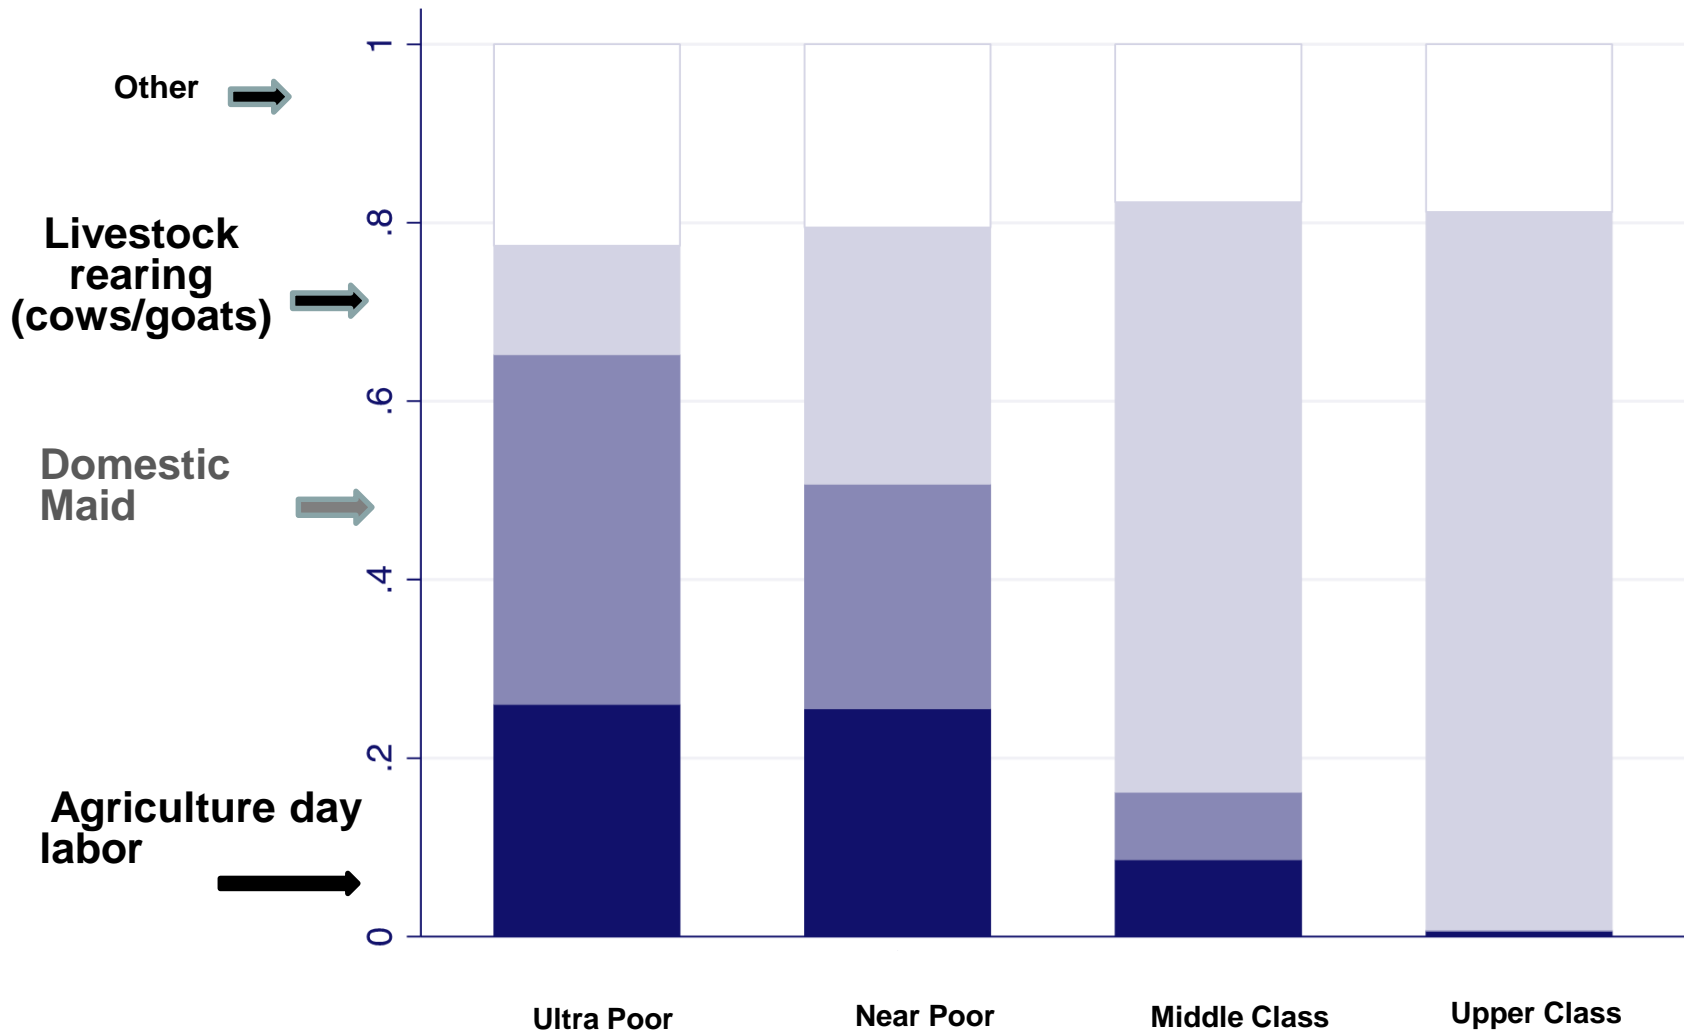 1
Other
.8
Livestock
rearing
(cows/goats)
.6
Domestic
Maid
.4
.2
Agriculture day
labor
0
Ultra Poor
Near Poor
Middle Class
Upper Class